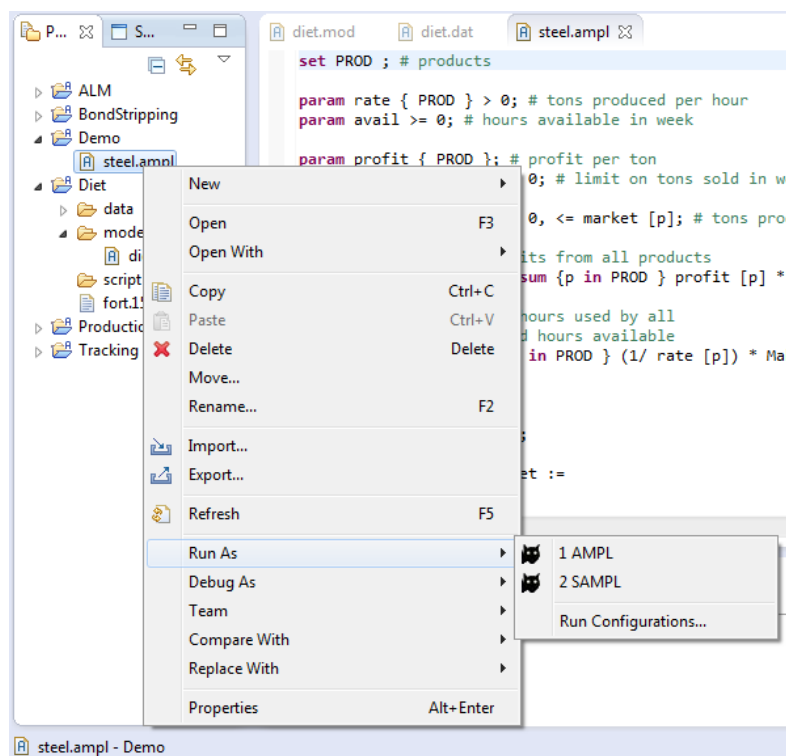 P...
S...
diet.mod
diet.dat
steel.ampl
set PROD ; # products
param rate { PROD } > 0; # tons produced per hour
param avail >= 0; # hours available in week
param profit { PROD }; # profit per ton
0; # limit on tons sold in w
0, <= market [p]; # tons pro
its from all products
sum {p in PROD } profit [p] *
hours used by all
d hours available
in PROD } (1/ rate [p]) * Ma
;
et :=
ALM
BondStripping
Demo
steel.ampl
Diet
data
mode
di
script
fort.15
Productio
Tracking
New
Open F3
Open With
Copy Ctrl+C
Paste Ctrl+V
Delete Delete
Move...
Rename... F2
Import...
Export...
Refresh F5
Run As
Debug As
Team
Compare With
Replace With
Properties Alt+Enter
1 AMPL
2 SAMPL
Run Configurations...
steel.ampl - Demo